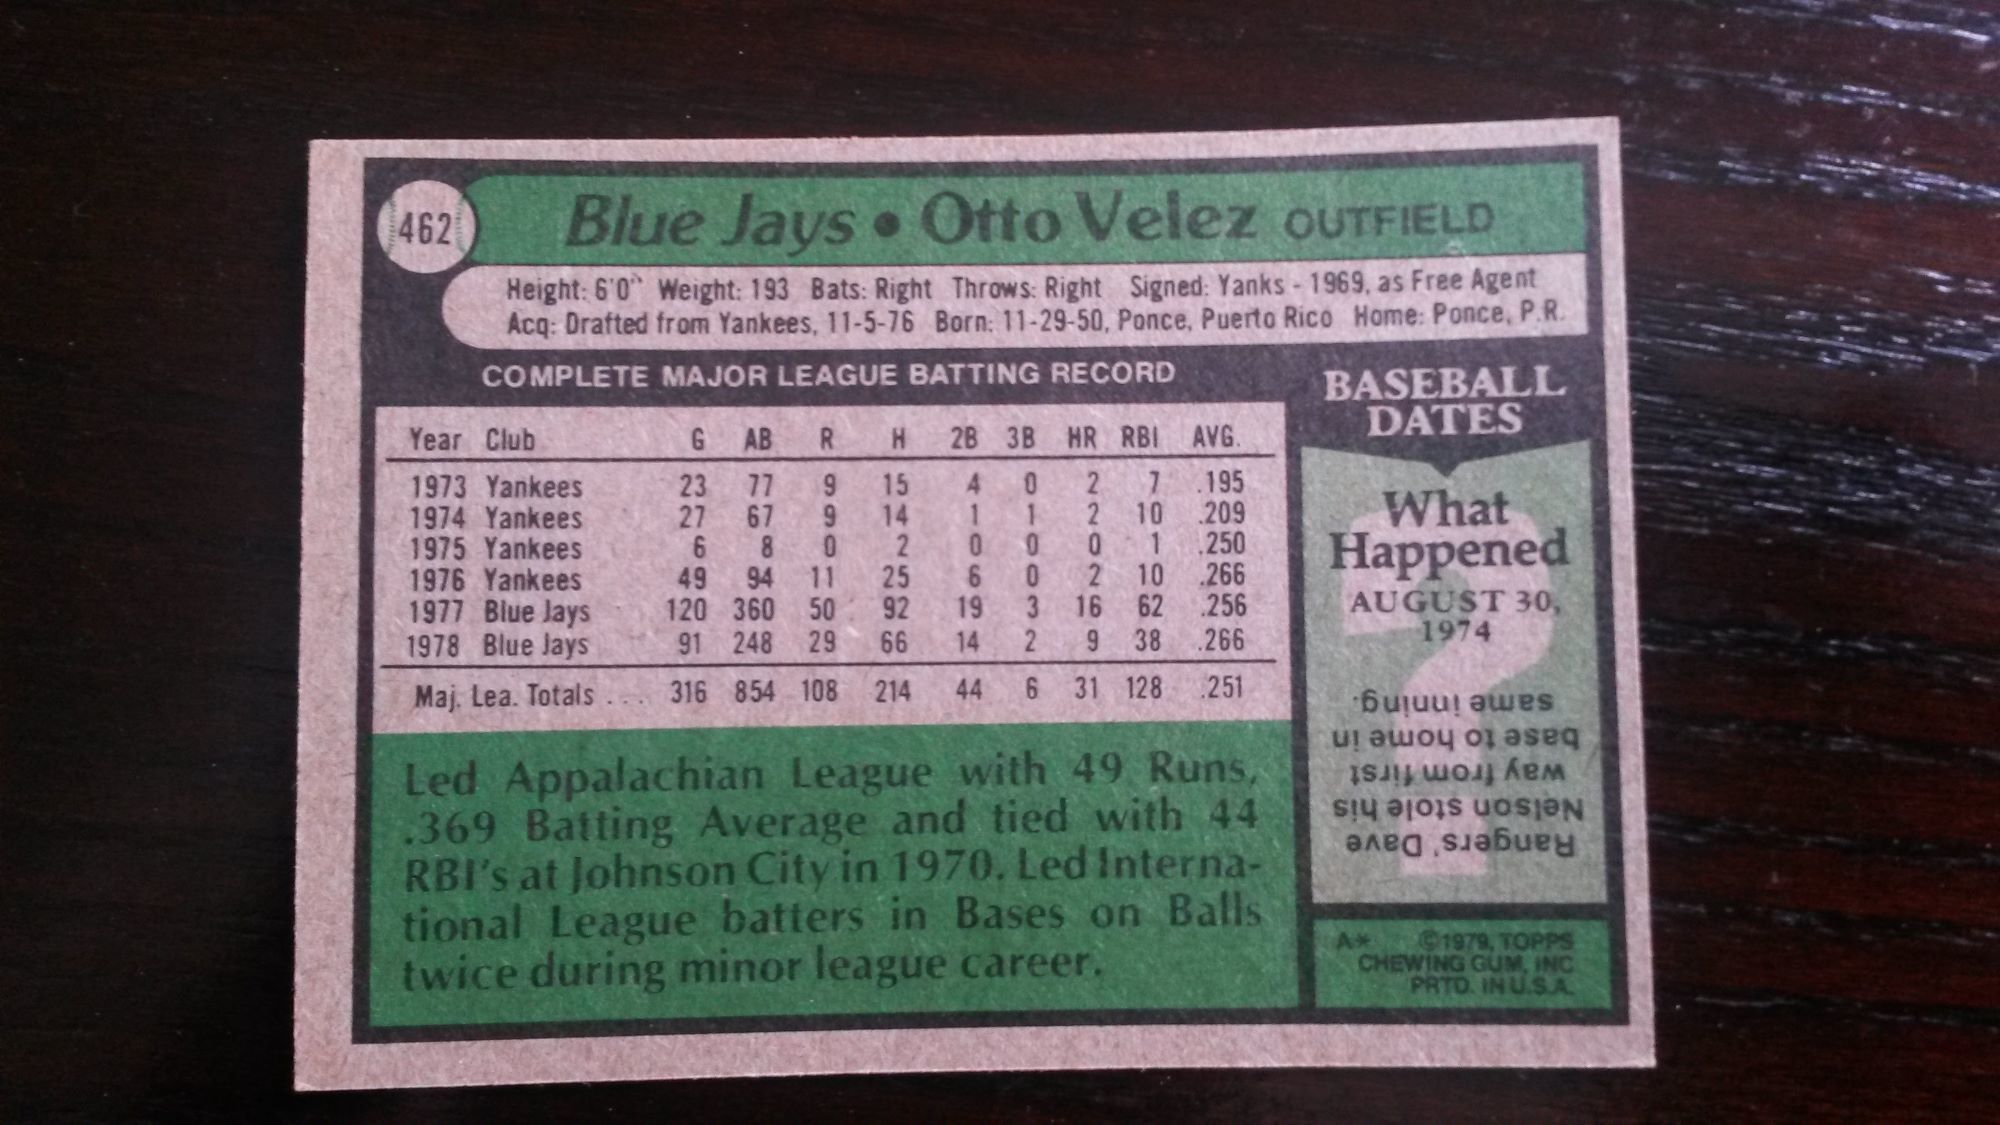 462
Blue Jays • Otto Velez OUTFIELD
Height: 6'0" Weight: 193 Bats: Right Throws: Right Signed: Yanks - 1969, as Free Agent
Acq: Drafted from Yankees, 11-5-76 Born: 11-29-50, Ponce, Puerto Rico Home: Ponce, P.R.
COMPLETE MAJOR LEAGUE BATTING RECORD
Year Club G AB R H 2B 3B HR RBI AVG.
1973 Yankees 23 77 9 15 4 0 2 7 .195
1974 Yankees 27 67 9 14 1 1 2 10 .209
1975 Yankees 6 8 0 2 0 0 0 1 .250
1976 Yankees 49 94 11 25 6 0 2 10 .266
1977 Blue Jays 120 360 50 92 19 3 16 62 .256
1978 Blue Jays 91 248 29 66 14 2 9 38 .266
Maj. Lea. Totals . . . 316 854 108 214 44 6 31 128 .251
Led Appalachian League with 49 Runs,
.369 Batting Average and tied with 44
RBI's at Johnson City in 1970. Led Interna-
tional League batters in Bases on Balls
twice during minor league career.
BASEBALL
DATES
What
Happened
AUGUST 30,
1974
Rangers' Dave
Nelson stole his
way from first
base to home in
same inning.
A* ©1979, TOPPS
CHEWING GUM, INC
PRTD. IN U.S.A.